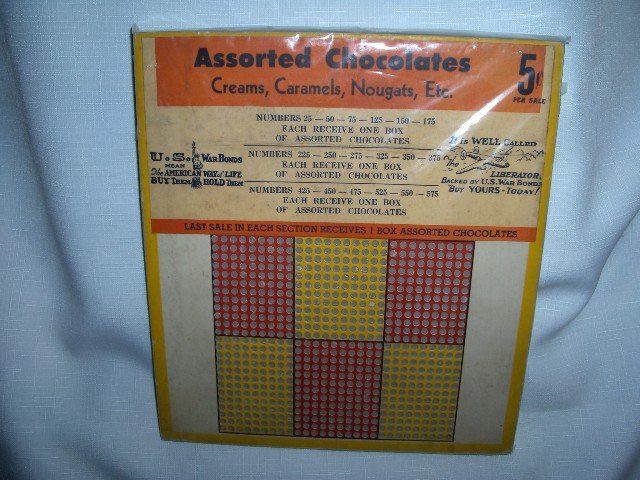 Assorted Chocolates
Creams, Caramels, Nougats, Etc.
5¢
PER SALE
NUMBERS 25 — 50 — 75 — 125 — 150 — 175
EACH RECEIVE ONE BOX
OF ASSORTED CHOCOLATES
U.S. WAR BONDS
MEAN
The AMERICAN WAY of LIFE
BUY THEM HOLD THEM
NUMBERS 225 — 250 — 275 — 325 — 350 — 375
EACH RECEIVE ONE BOX
OF ASSORTED CHOCOLATES
It is WELL CALLED
LIBERATOR,
BACKED BY U.S. WAR BONDS
BUY YOURS-TODAY!
NUMBERS 425 — 450 — 475 — 525 — 550 — 575
EACH RECEIVE ONE BOX
OF ASSORTED CHOCOLATES
LAST SALE IN EACH SECTION RECEIVES 1 BOX ASSORTED CHOCOLATES